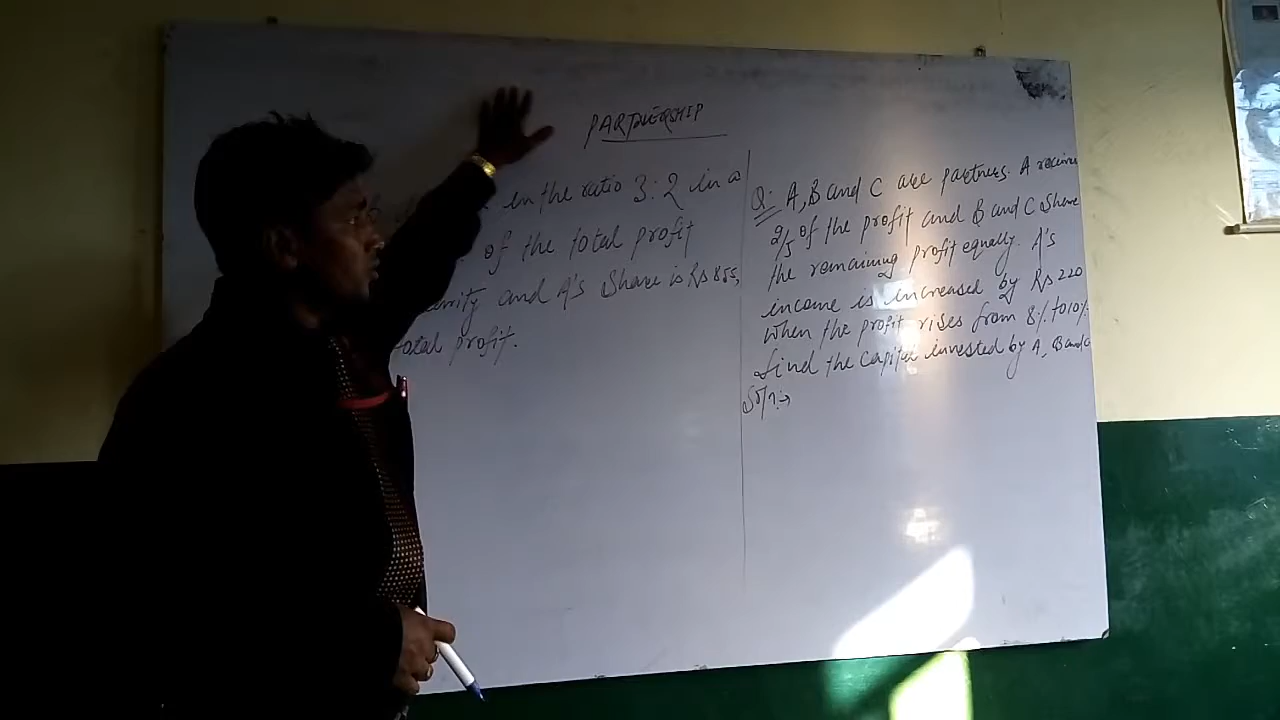 PARTNERSHIP
in the ratio 3:2 in a
of the total profit
and A's share is Rs 855,
total profit.
Q: A, B and C are partners. A receives
2/5 of the profit and B and C share
the remaining profit equally. A's
income is increased by Rs 220
when the profit rises from 8% to 10%.
find the capital invested by A, B and C
Sol'n:→